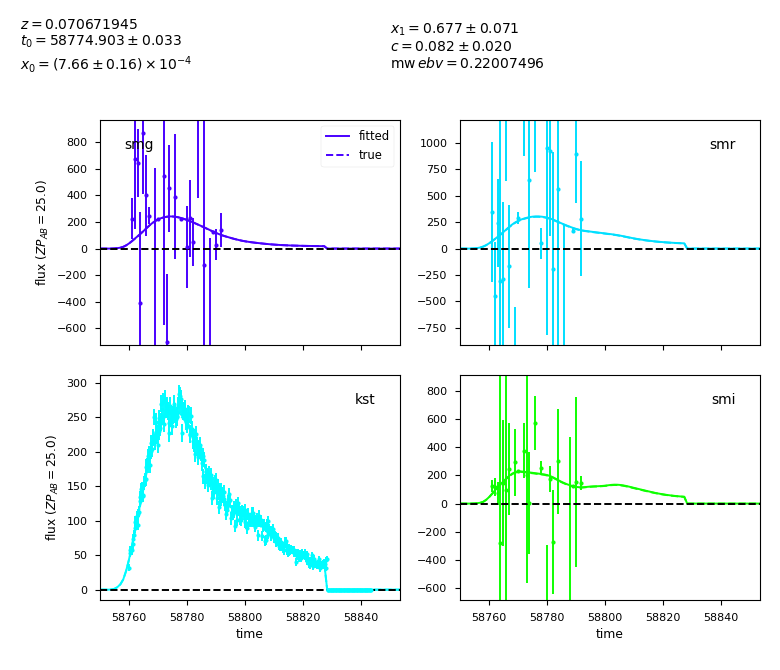 z = 0.070671945
t₀ = 58774.903 ± 0.033
x₀ = (7.66 ± 0.16) × 10⁻⁴
x₁ = 0.677 ± 0.071
c = 0.082 ± 0.020
mw ebv = 0.22007496
smg
fitted
true
flux (ZP_AB = 25.0)
800
600
400
200
0
−200
−400
−600
smr
1000
750
500
250
0
−250
−500
−750
kst
flux (ZP_AB = 25.0)
300
250
200
150
100
50
0
58760 58780 58800 58820 58840
time
smi
800
600
400
200
0
−200
−400
−600
58760 58780 58800 58820 58840
time